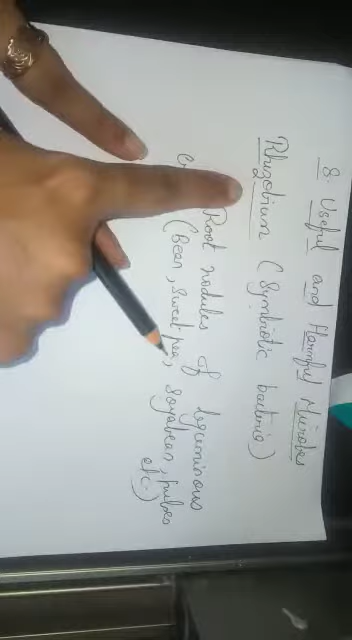 8. Useful and Harmful Microbes
Rhizobium (Symbiotic bacteria)
Root nodules of leguminous
(Bean, Sweet pea, Soyabean, pulses
etc.)